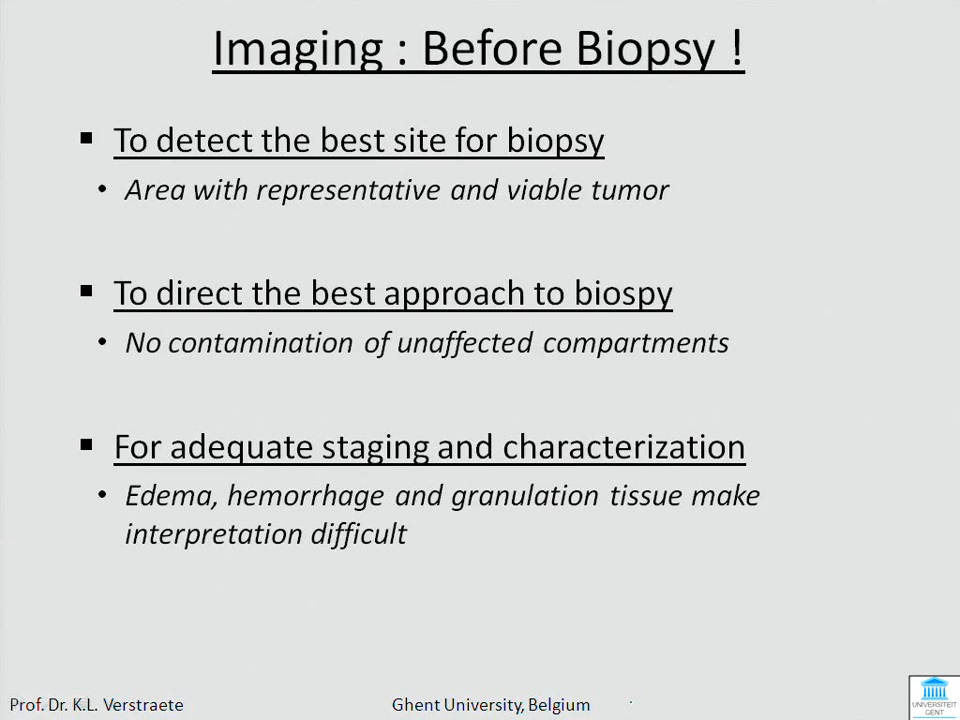 Imaging : Before Biopsy !
▪ To detect the best site for biopsy
• Area with representative and viable tumor
▪ To direct the best approach to biospy
• No contamination of unaffected compartments
▪ For adequate staging and characterization
• Edema, hemorrhage and granulation tissue make
interpretation difficult
Prof. Dr. K.L. Verstraete
Ghent University, Belgium
UNIVERSITEIT
GENT